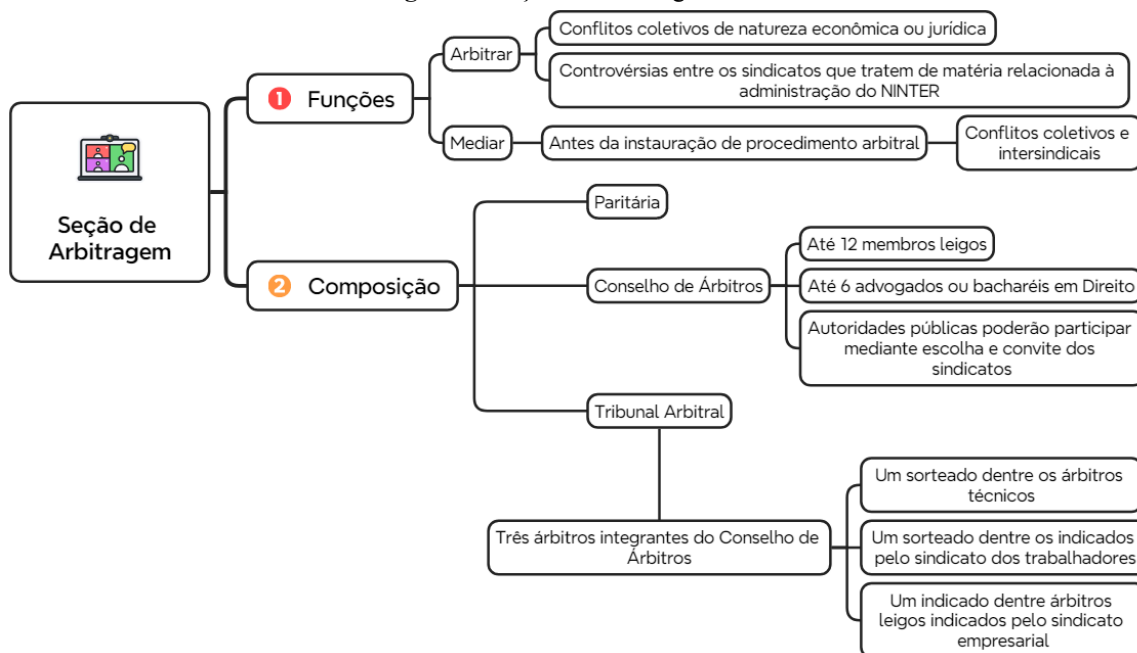 Arbitrar
Conflitos coletivos de natureza econômica ou jurídica
Controvérsias entre os sindicatos que tratem de matéria relacionada à
administração do NINTER
1 Funções
Mediar
Antes da instauração de procedimento arbitral
Conflitos coletivos e
intersindicais
Seção de
Arbitragem
Paritária
2 Composição
Conselho de Árbitros
Até 12 membros leigos
Até 6 advogados ou bacharéis em Direito
Autoridades públicas poderão participar
mediante escolha e convite dos
sindicatos
Tribunal Arbitral
Três árbitros integrantes do Conselho de
Árbitros
Um sorteado dentre os árbitros
técnicos
Um sorteado dentre os indicados
pelo sindicato dos trabalhadores
Um indicado dentre árbitros
leigos indicados pelo sindicato
empresarial